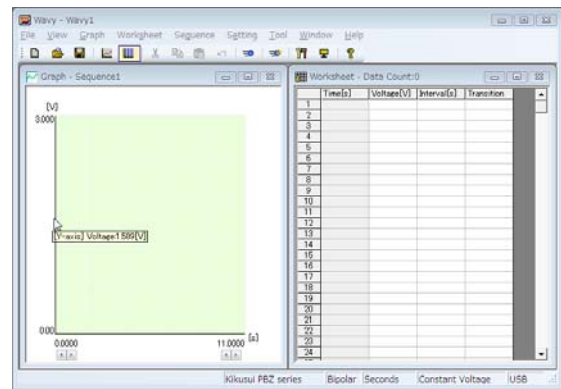 Wavy - Wavy1
File View Graph Worksheet Sequence Setting Tool Window Help
Graph - Sequence1
[V]
3.000
[Y-axis] Voltage:1.589[V]
0.00
0.0000 11.0000 [s]
Worksheet - Data Count:0
Time[s] Voltage[V] Interval[s] Transition
1
2
3
4
5
6
7
8
9
10
11
12
13
14
15
16
17
18
19
20
21
22
23
24
Kikusui PBZ series Bipolar Seconds Constant Voltage USB